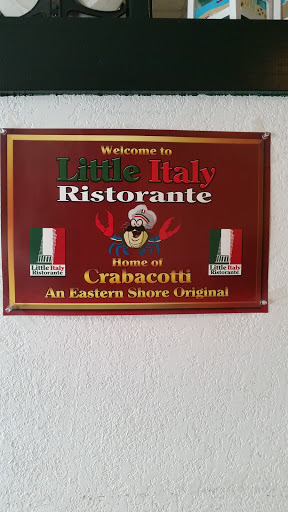 Welcome to
Little Italy
Ristorante
Home of
Crabacotti
An Eastern Shore Original
Little Italy
Ristorante
Little Italy
Ristorante